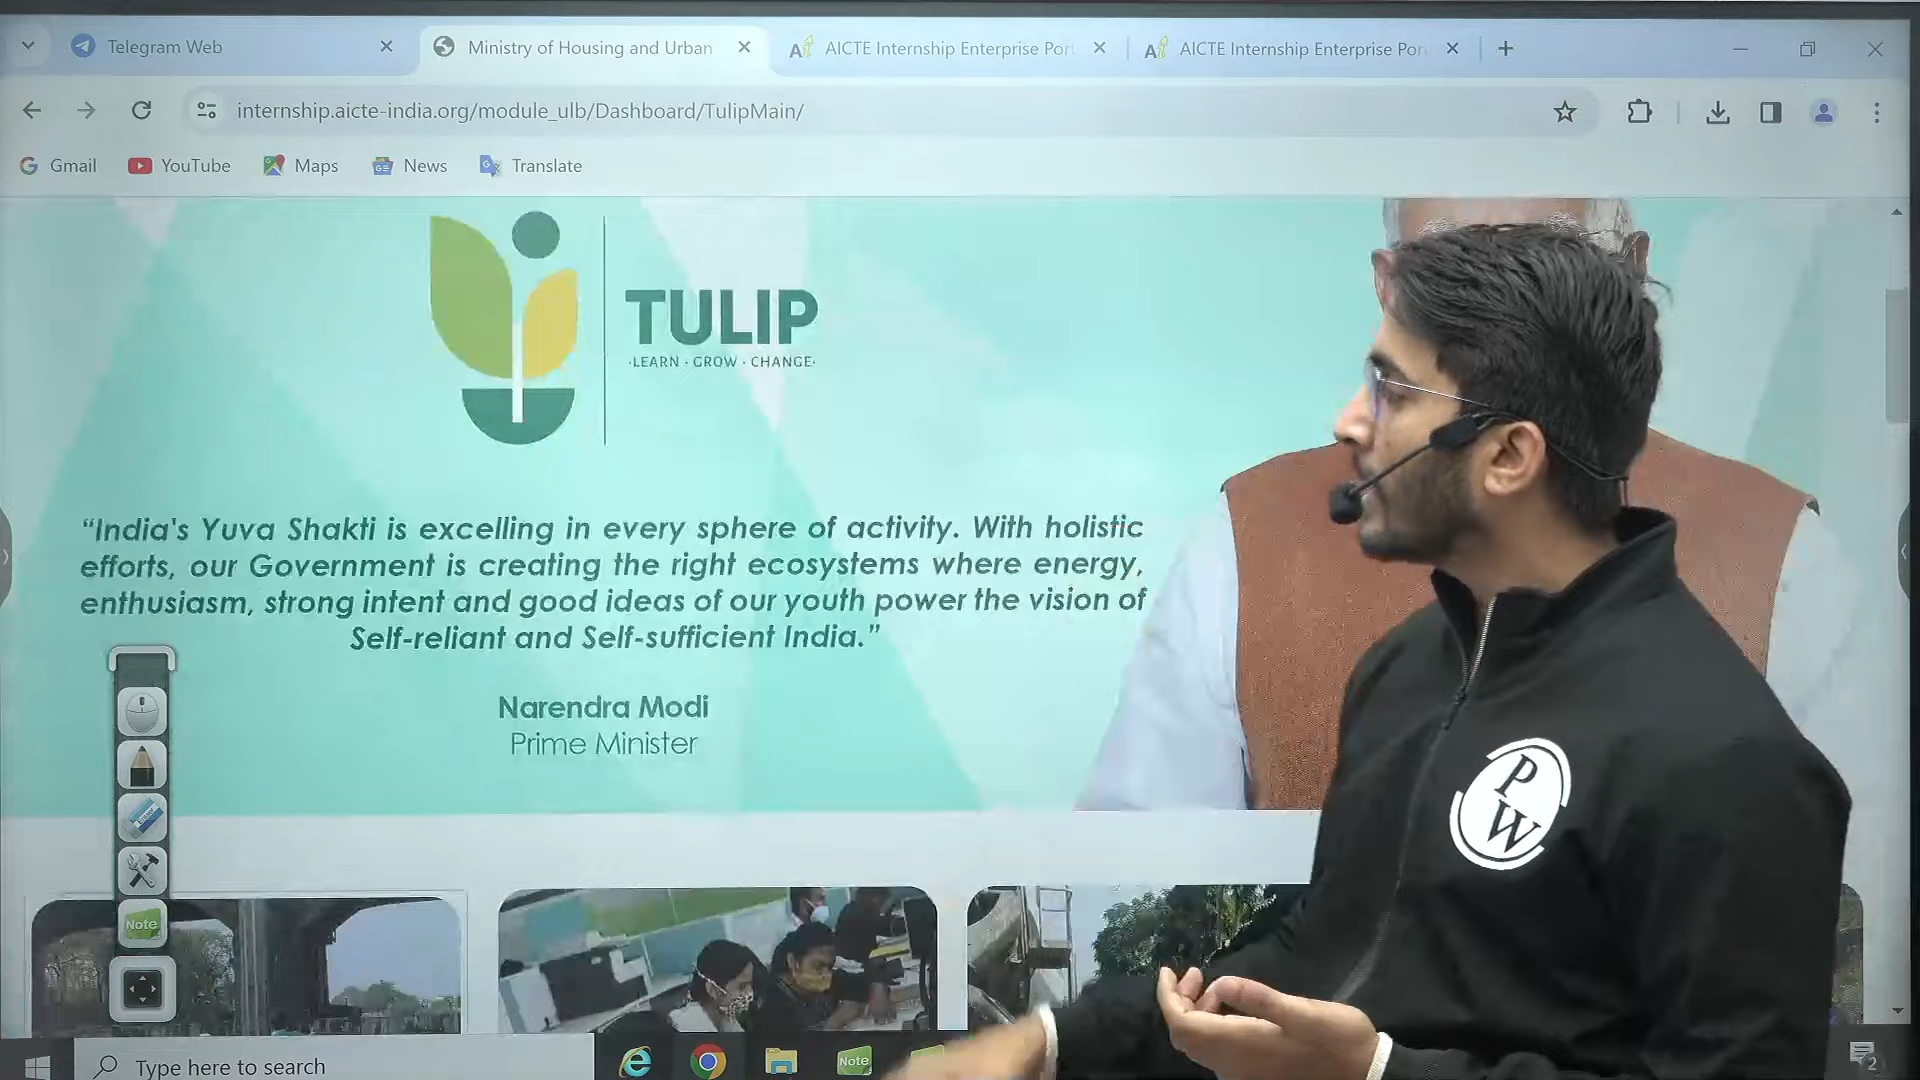 Telegram Web
Ministry of Housing and Urban
AICTE Internship Enterprise Port
AICTE Internship Enterprise Por
internship.aicte-india.org/module_ulb/Dashboard/TulipMain/
Gmail
YouTube
Maps
News
Translate
TULIP
·LEARN · GROW · CHANGE·
“India's Yuva Shakti is excelling in every sphere of activity. With holistic
efforts, our Government is creating the right ecosystems where energy,
enthusiasm, strong intent and good ideas of our youth power the vision of
Self-reliant and Self-sufficient India.”
Narendra Modi
Prime Minister
P
W
Note
Type here to search
Note
2